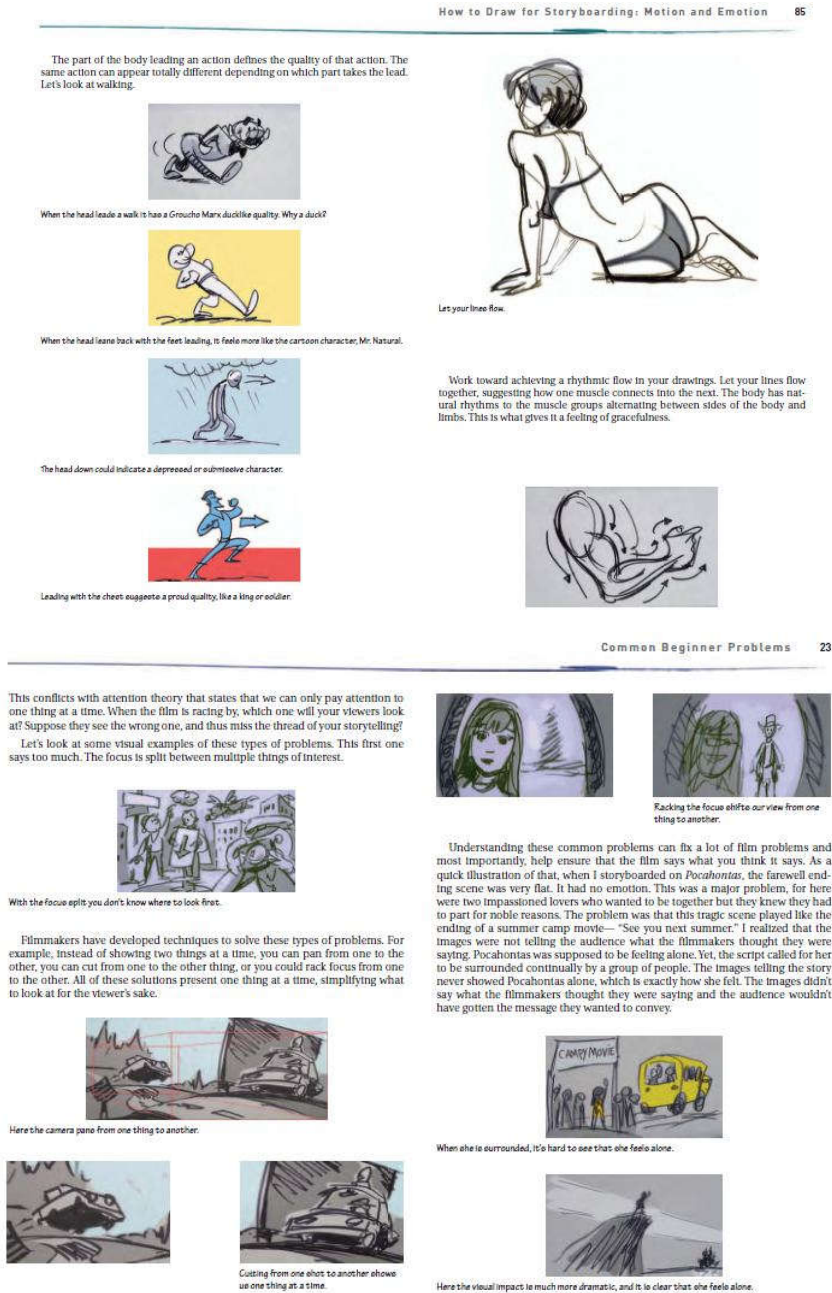 How to Draw for Storyboarding: Motion and Emotion 85
The part of the body leading an action defines the quality of that action. The
same action can appear totally different depending on which part takes the lead.
Let's look at walking.
When the head leads a walk it has a Groucho Marx ducklike quality. Why a duck?
When the head leans back with the feet leading, it feels more like the cartoon character, Mr. Natural.
The head down could indicate a depressed or submissive character.
Leading with the chest suggests a proud quality, like a king or soldier.
Let your lines flow.
Work toward achieving a rhythmic flow in your drawings. Let your lines flow
together, suggesting how one muscle connects into the next. The body has nat-
ural rhythms to the muscle groups alternating between sides of the body and
limbs. This is what gives it a feeling of gracefulness.
Common Beginner Problems 23
This conflicts with attention theory that states that we can only pay attention to
one thing at a time. When the film is racing by, which one will your viewers look
at? Suppose they see the wrong one, and thus miss the thread of your storytelling?
Let's look at some visual examples of these types of problems. This first one
says too much. The focus is split between multiple things of interest.
With the focus split you don't know where to look first.
Filmmakers have developed techniques to solve these types of problems. For
example, instead of showing two things at a time, you can pan from one to the
other, you can cut from one to the other thing, or you could rack focus from one
to the other. All of these solutions present one thing at a time, simplifying what
to look at for the viewer's sake.
Here the camera pans from one thing to another.
Cutting from one shot to another shows
us one thing at a time.
Racking the focus shifts our view from one
thing to another.
Understanding these common problems can fix a lot of film problems and
most importantly, help ensure that the film says what you think it says. As a
quick illustration of that, when I storyboarded on Pocahontas, the farewell end-
ing scene was very flat. It had no emotion. This was a major problem, for here
were two impassioned lovers who wanted to be together but they knew they had
to part for noble reasons. The problem was that this tragic scene played like the
ending of a summer camp movie— "See you next summer." I realized that the
images were not telling the audience what the filmmakers thought they were
saying. Pocahontas was supposed to be feeling alone. Yet, the script called for her
to be surrounded continually by a group of people. The images telling the story
never showed Pocahontas alone, which is exactly how she felt. The images didn't
say what the filmmakers thought they were saying and the audience wouldn't
have gotten the message they wanted to convey.
CAMPY MOVIE
When she is surrounded, it's hard to see that she feels alone.
Here the visual impact is much more dramatic, and it is clear that she feels alone.